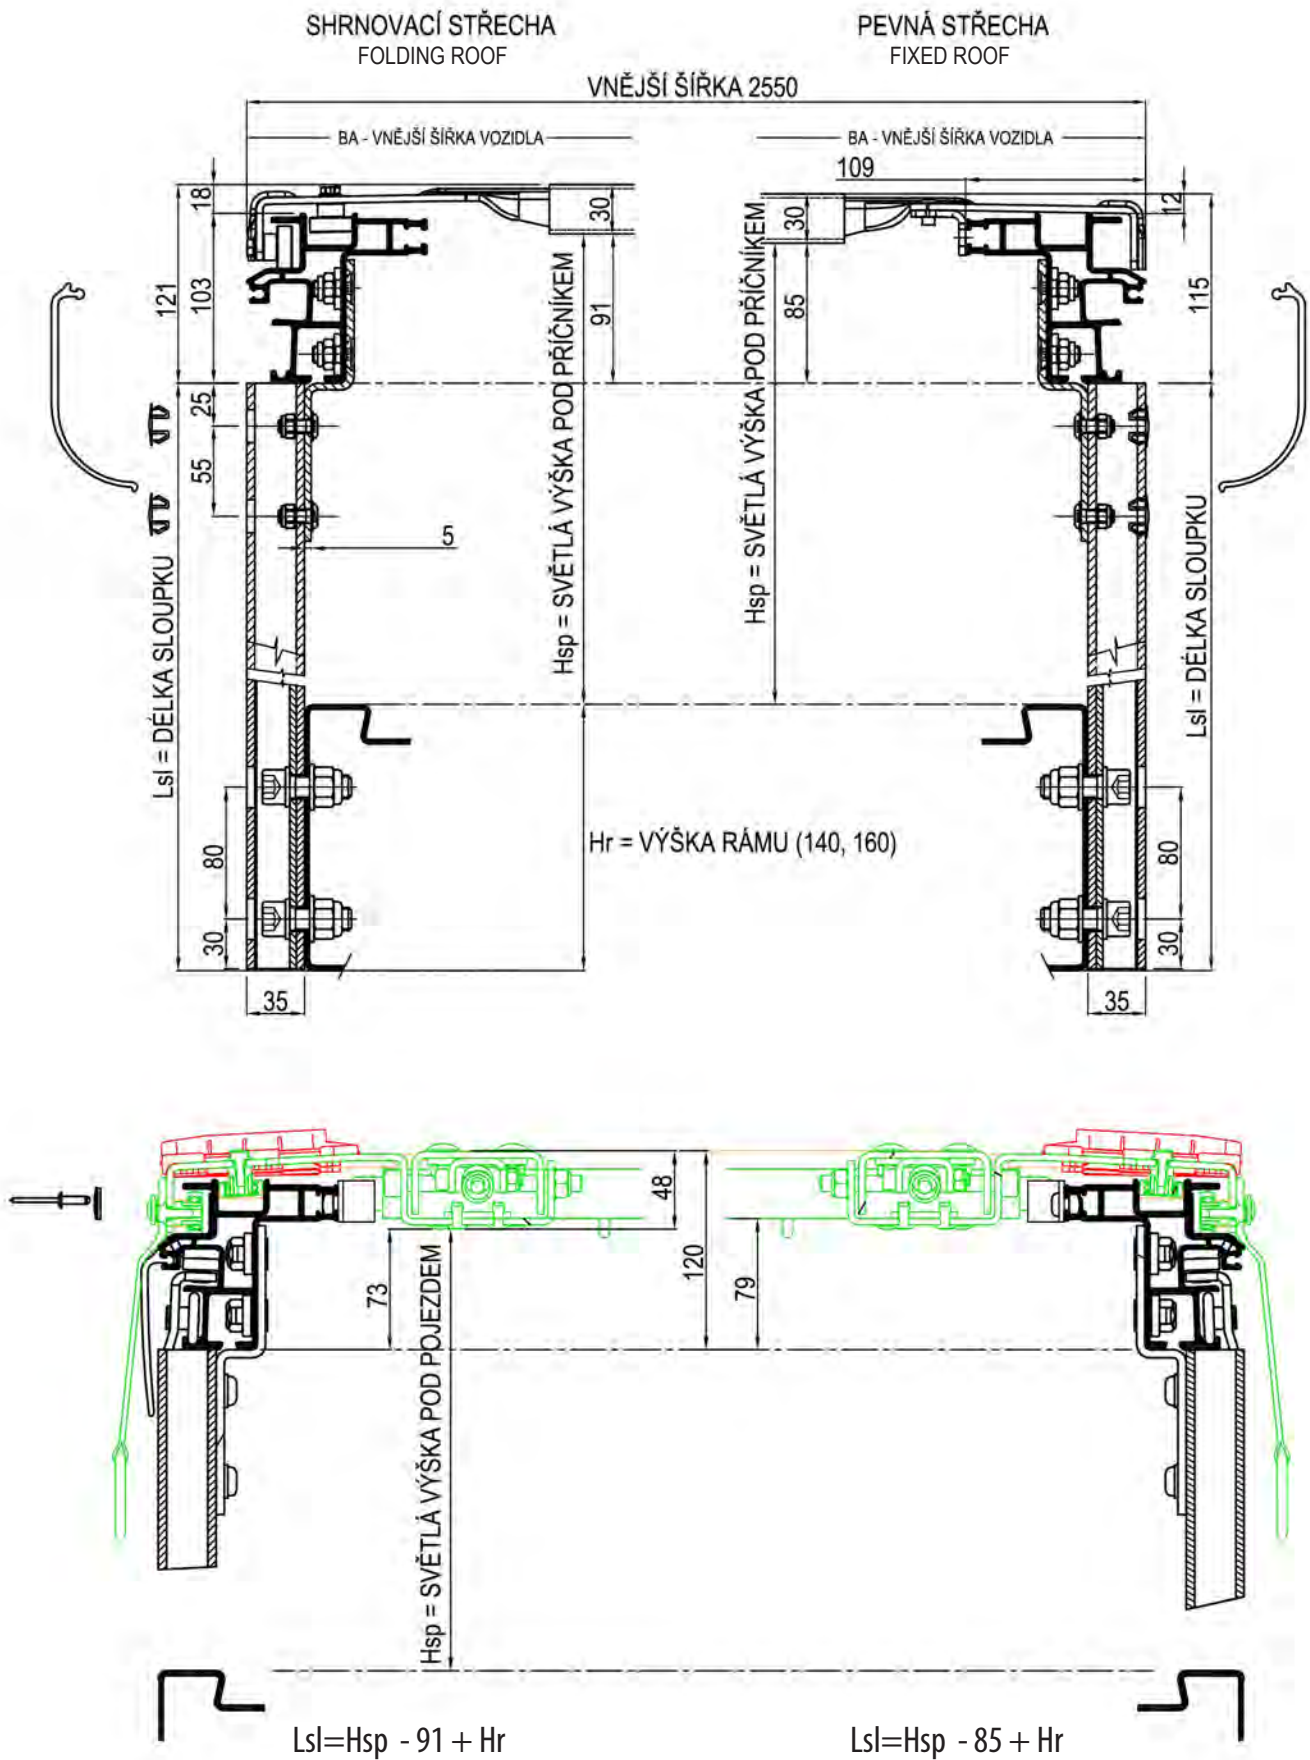 SHRNOVACÍ STŘECHA
FOLDING ROOF
PEVNÁ STŘECHA
FIXED ROOF
VNĚJŠÍ ŠÍŘKA 2550
BA - VNĚJŠÍ ŠÍŘKA VOZIDLA
BA - VNĚJŠÍ ŠÍŘKA VOZIDLA
109
18
30
30
12
121
103
91
85
115
25
55
5
Hsp = SVĚTLÁ VÝŠKA POD PŘÍČNÍKEM
Hsp = SVĚTLÁ VÝŠKA POD PŘÍČNÍKEM
Lsl = DÉLKA SLOUPKU
Lsl = DÉLKA SLOUPKU
Hr = VÝŠKA RÁMU (140, 160)
80
80
30
30
35
35
48
120
73
79
Hsp = SVĚTLÁ VÝŠKA POD POJEZDEM
Lsl=Hsp - 91 + Hr
Lsl=Hsp - 85 + Hr